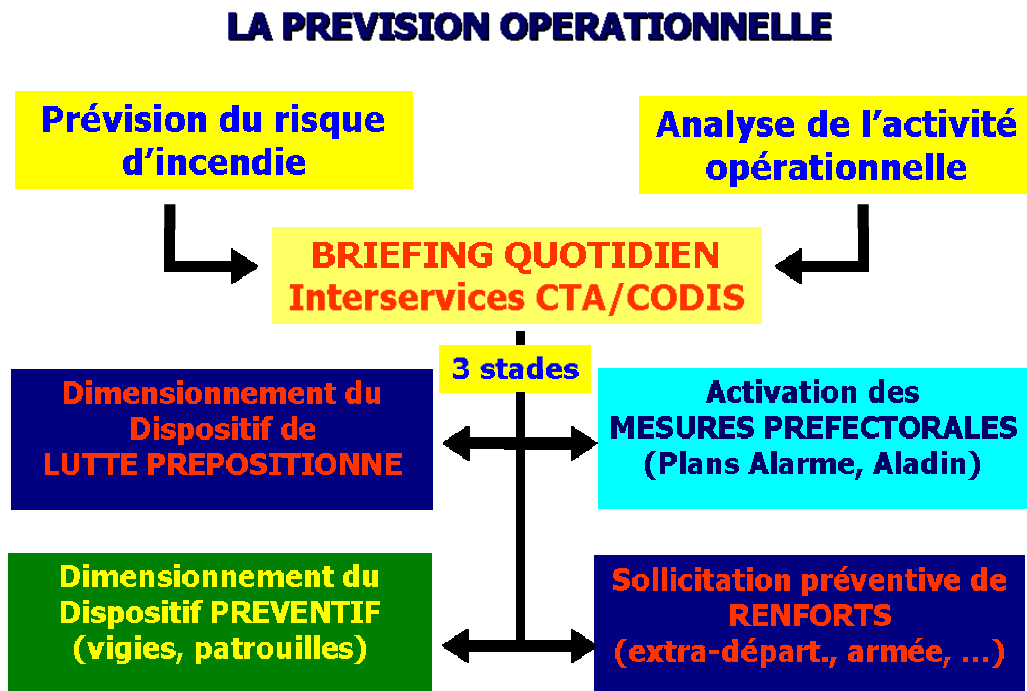 LA PREVISION OPERATIONNELLE
Prévision du risque
d'incendie
Analyse de l'activité
opérationnelle
BRIEFING QUOTIDIEN
Interservices CTA/CODIS
3 stades
Dimensionnement du
Dispositif de
LUTTE PREPOSITIONNE
Activation des
MESURES PREFECTORALES
(Plans Alarme, Aladin)
Dimensionnement du
Dispositif PREVENTIF
(vigies, patrouilles)
Sollicitation préventive de
RENFORTS
(extra-départ., armée, ...)